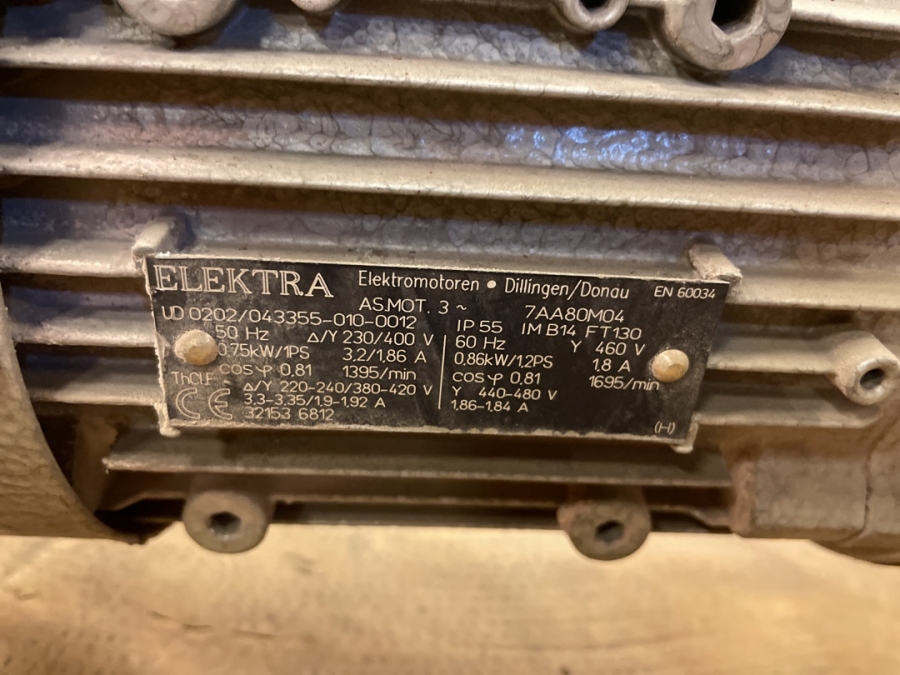 ELEKTRA Elektromotoren • Dillingen/Donau EN 60034
AS.MOT. 3 ~ 7AA80M04
UD 0202/043355-010-0012 IP 55 IM B14 FT130
50 Hz Δ/Y 230/400 V 60 Hz Y 460 V
0,75kW/1PS 3,2/1,86 A 0,86kW/1,2PS 1,8 A
cos φ 0,81 1395/min cos φ 0,81 1695/min
Th.Cl.F Δ/Y 220-240/380-420 V Y 440-480 V
CE 3,3-3,35/1,9-1,92 A 1,86-1,84 A
32153 6812 (H)